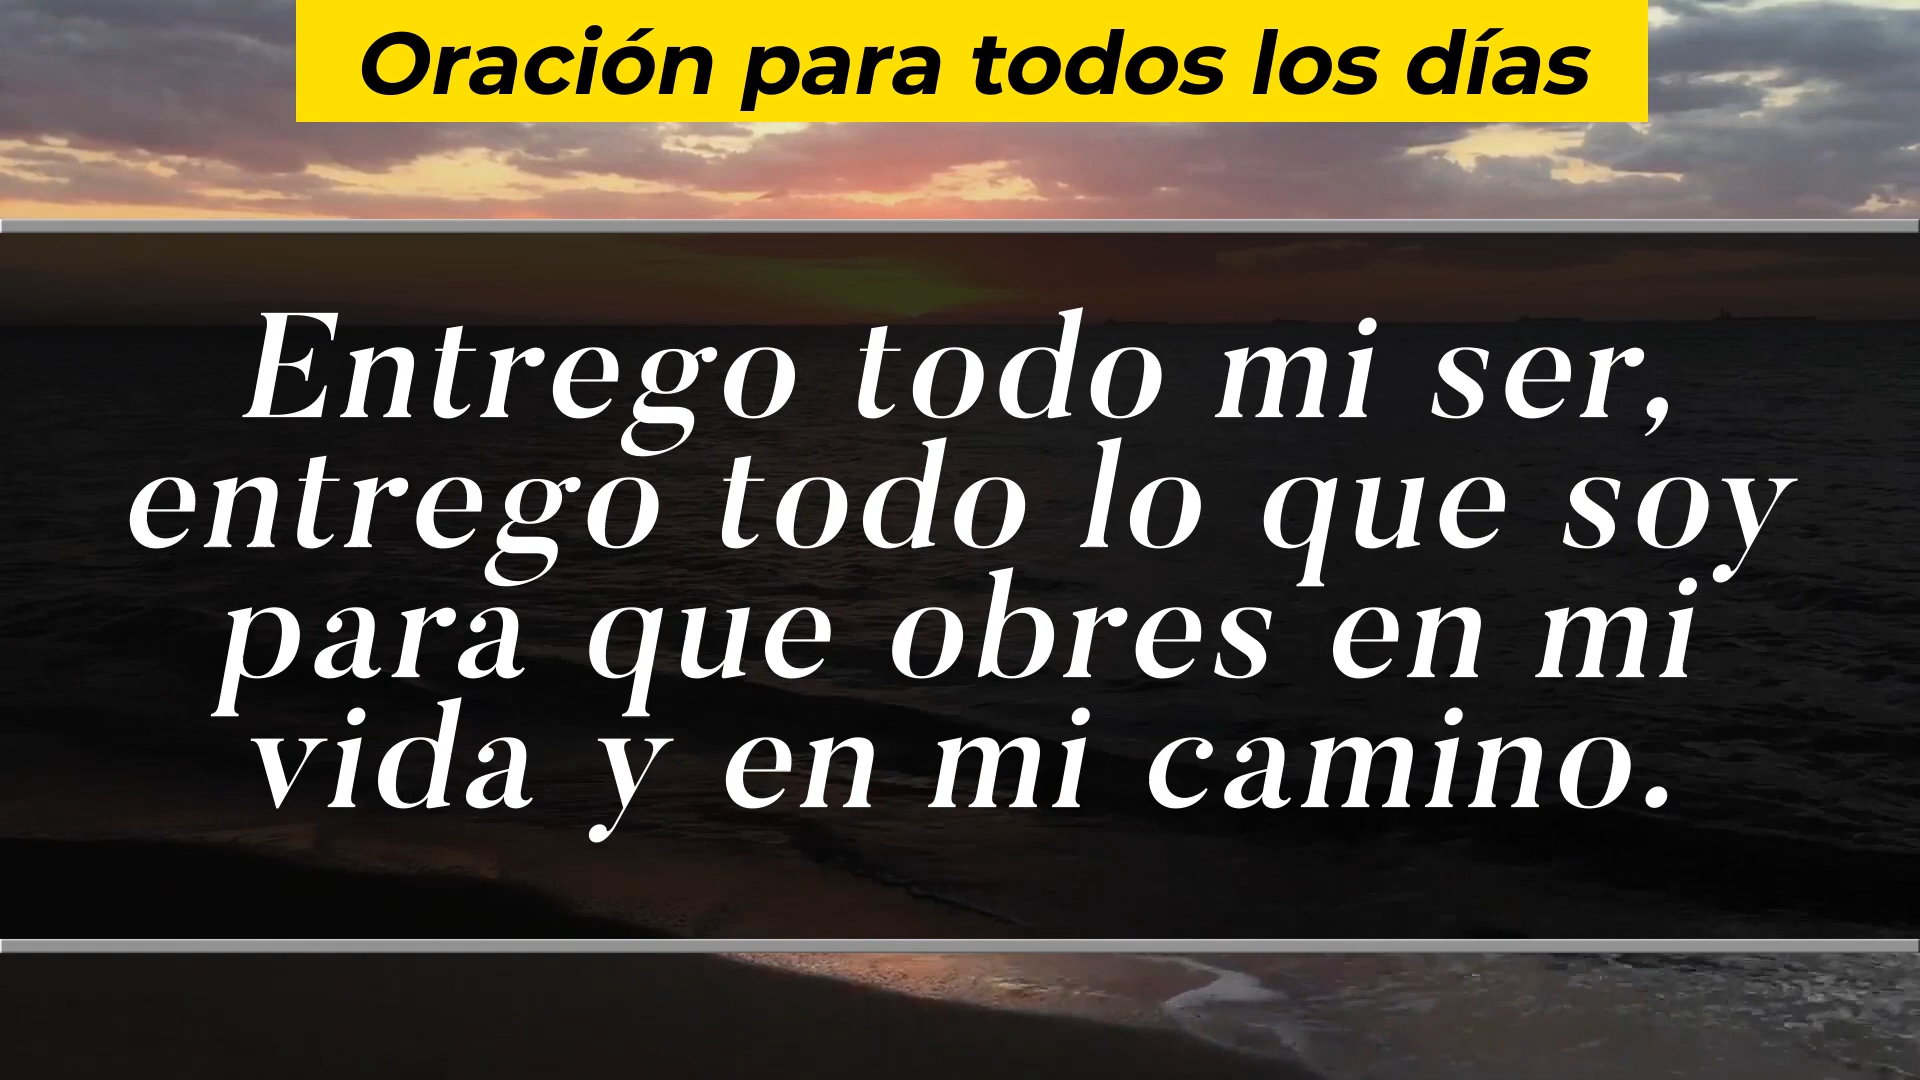 Oración para todos los días
Entrego todo mi ser,
entrego todo lo que soy
para que obres en mi
vida y en mi camino.